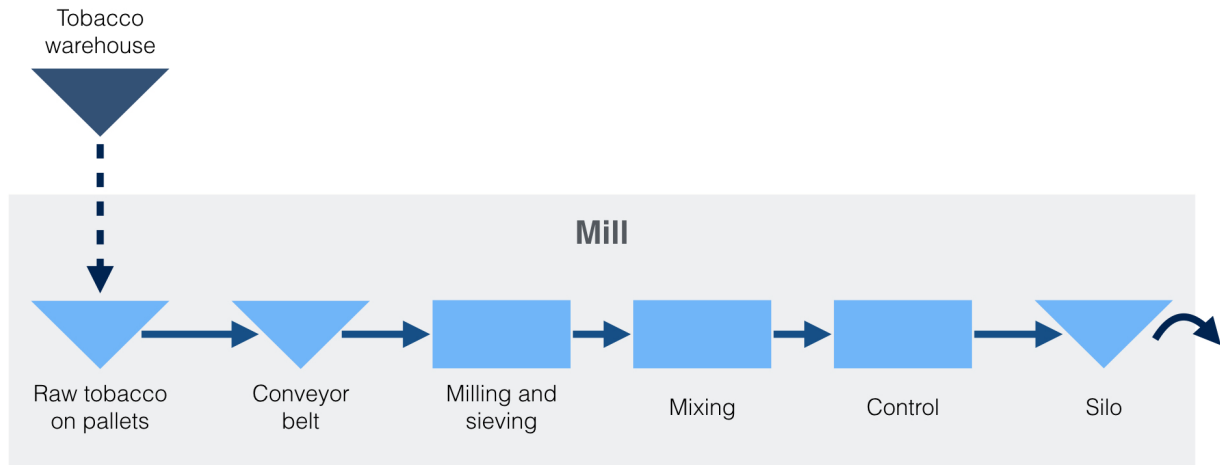 Tobacco
warehouse
Mill
Raw tobacco
on pallets
Conveyor
belt
Milling and
sieving
Mixing
Control
Silo